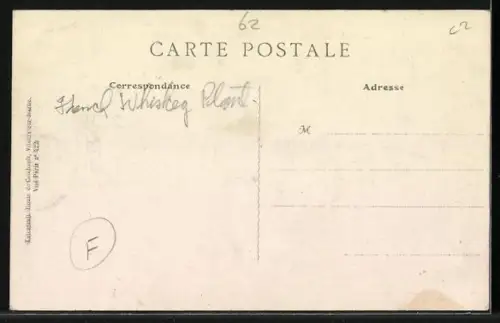 62
c2
CARTE POSTALE
Correspondance
Adresse
French Whiskey Plant.
M
F